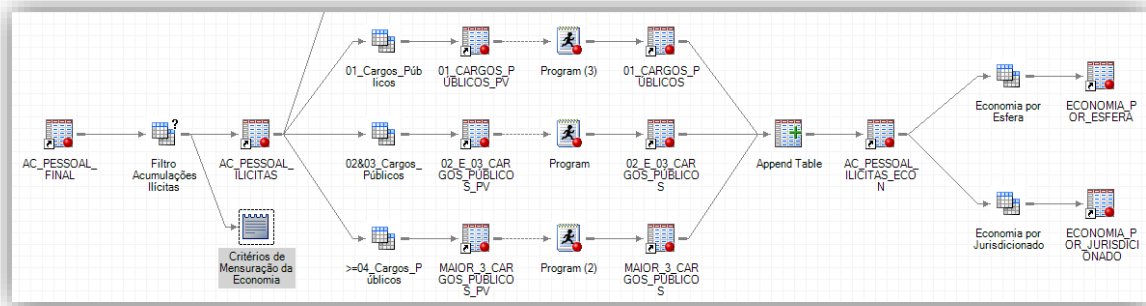 01_Cargos_Púb
licos
01_CARGOS_P
ÚBLICOS_PV
Program (3)
01_CARGOS_P
ÚBLICOS
Economia por
Esfera
ECONOMIA_P
OR_ESFERA
AC_PESSOAL_
FINAL
Filtro
Acumulações
Ilícitas
AC_PESSOAL_
ILICITAS
02&03_Cargos_
Públicos
02_E_03_CAR
GOS_PÚBLICO
S_PV
Program
02_E_03_CAR
GOS_PÚBLICO
S
Append Table
AC_PESSOAL_
ILICITAS_ECO
N
Critérios de
Mensuração da
Economia
>=04_Cargos_P
úblicos
MAIOR_3_CAR
GOS_PÚBLICOS
_PV
Program (2)
MAIOR_3_CAR
GOS_PÚBLICO
S
Economia por
Jurisdicionado
ECONOMIA_P
OR_JURISDICI
ONADO